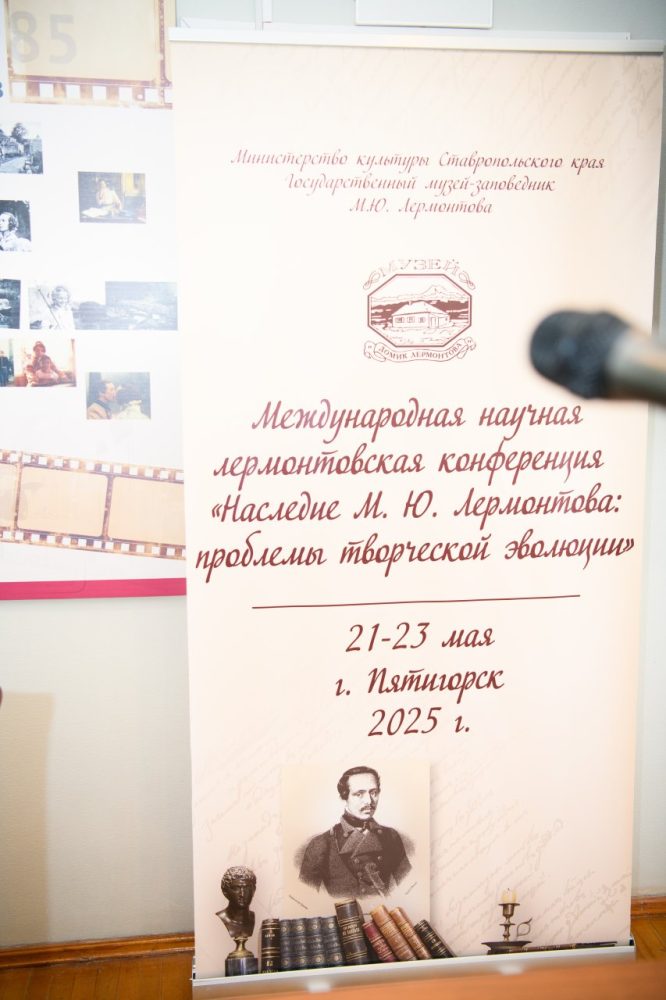 85
Министерство культуры Ставропольского края
Государственный музей-заповедник
М.Ю. Лермонтова
МУЗЕЙ
ДОМИК ЛЕРМОНТОВА
Международная научная
лермонтовская конференция
«Наследие М. Ю. Лермонтова:
проблемы творческой эволюции»
21-23 мая
г. Пятигорск
2025 г.